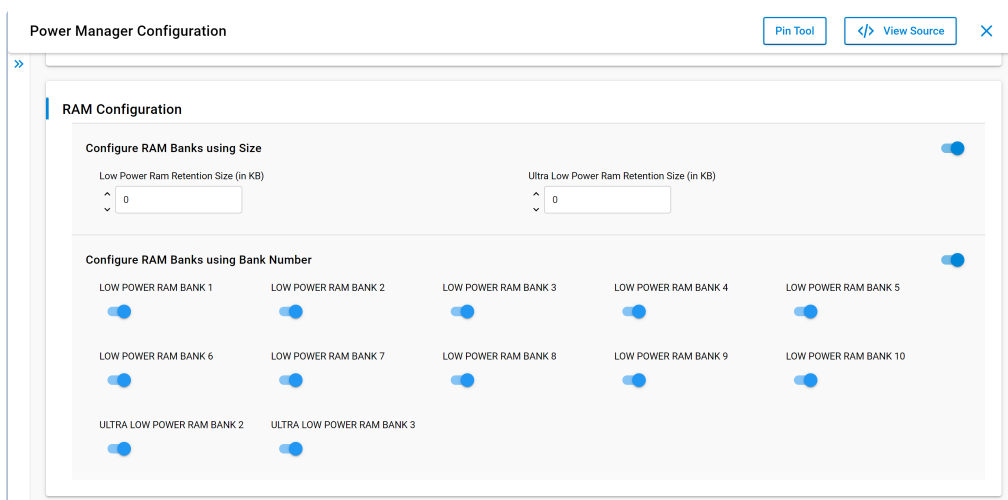 Power Manager Configuration
Pin Tool
</> View Source
RAM Configuration
Configure RAM Banks using Size
Low Power Ram Retention Size (in KB)
Ultra Low Power Ram Retention Size (in KB)
0
0
Configure RAM Banks using Bank Number
LOW POWER RAM BANK 1
LOW POWER RAM BANK 2
LOW POWER RAM BANK 3
LOW POWER RAM BANK 4
LOW POWER RAM BANK 5
LOW POWER RAM BANK 6
LOW POWER RAM BANK 7
LOW POWER RAM BANK 8
LOW POWER RAM BANK 9
LOW POWER RAM BANK 10
ULTRA LOW POWER RAM BANK 2
ULTRA LOW POWER RAM BANK 3